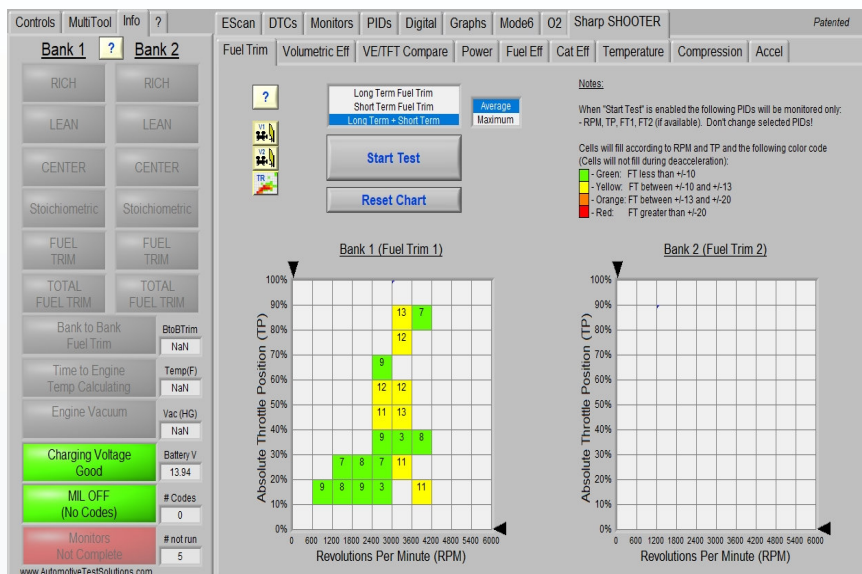 Controls MultiTool Info ?
EScan DTCs Monitors PIDs Digital Graphs Mode6 O2 Sharp SHOOTER Patented
Bank 1 ? Bank 2
RICH RICH
LEAN LEAN
CENTER CENTER
Stoichiometric Stoichiometric
FUEL TRIM FUEL TRIM
TOTAL FUEL TRIM TOTAL FUEL TRIM
Bank to Bank Fuel Trim
BtoBTrim
NaN
Time to Engine Temp Calculating
Temp(F)
NaN
Engine Vacuum
Vac (HG)
NaN
Charging Voltage Good
Battery V
13.94
MIL OFF (No Codes)
# Codes
0
Monitors Not Complete
# not run
5
www.AutomotiveTestSolutions.com
Fuel Trim Volumetric Eff VE/TFT Compare Power Fuel Eff Cat Eff Temperature Compression Accel
?
V1
V2
TR
Long Term Fuel Trim
Short Term Fuel Trim
Long Term + Short Term
Average
Maximum
Start Test
Reset Chart
Notes:
When "Start Test" is enabled the following PIDs will be monitored only:
- RPM, TP, FT1, FT2 (if available). Don't change selected PIDs!
Cells will fill according to RPM and TP and the following color code
(Cells will not fill during deacceleration):
- Green: FT less than +/-10
- Yellow: FT between +/-10 and +/-13
- Orange: FT between +/-13 and +/-20
- Red: FT greater than +/-20
Bank 1 (Fuel Trim 1)
Absolute Throttle Position (TP)
100%
90%
13 7
80%
12
70%
9
60%
12 12
50%
11 13
40%
9 3 8
30%
7 8 7 11
20%
9 8 9 3 11
10%
0%
0 600 1200 1800 2400 3000 3600 4200 4800 5400 6000
Revolutions Per Minute (RPM)
Bank 2 (Fuel Trim 2)
Absolute Throttle Position (TP)
100%
90%
80%
70%
60%
50%
40%
30%
20%
10%
0%
0 600 1200 1800 2400 3000 3600 4200 4800 5400 6000
Revolutions Per Minute (RPM)